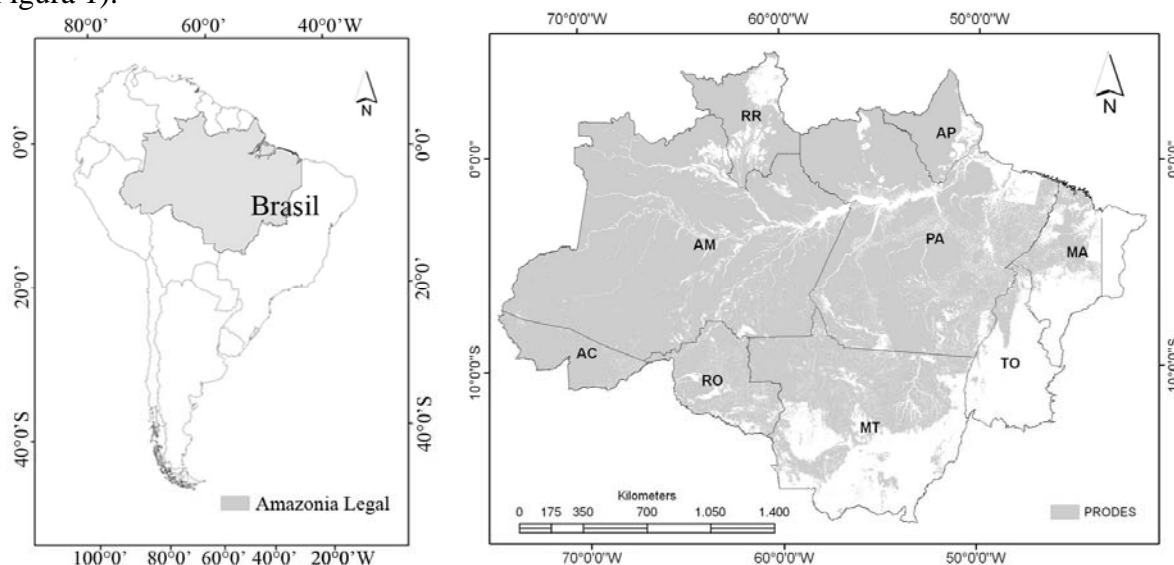 Figura 1).
80°0' 60°0' 40°0'W
0°0'
20°0'
40°0'S
N
Brasil
Amazonia Legal
0°0'
20°0'
40°0'S
100°0' 80°0' 60°0' 40°0' 20°0'W
70°0'0"W 60°0'0"W 50°0'0"W
0°0'0"
10°0'0"S
N
RR
AP
AM
PA
MA
AC
RO
TO
MT
Kilometers
0 175 350 700 1.050 1.400
PRODES
0°0'0"
10°0'0"S
70°0'0"W 60°0'0"W 50°0'0"W